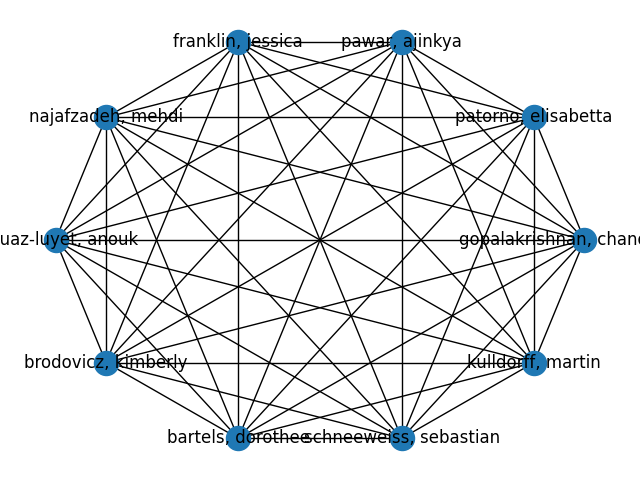 franklin, jessica
pawar, ajinkya
najafzadeh, mehdi
patorno, elisabetta
uaz-luyet, anouk
gopalakrishnan, chand
brodovicz, kimberly
kulldorff, martin
bartels, dorothee
schneeweiss, sebastian